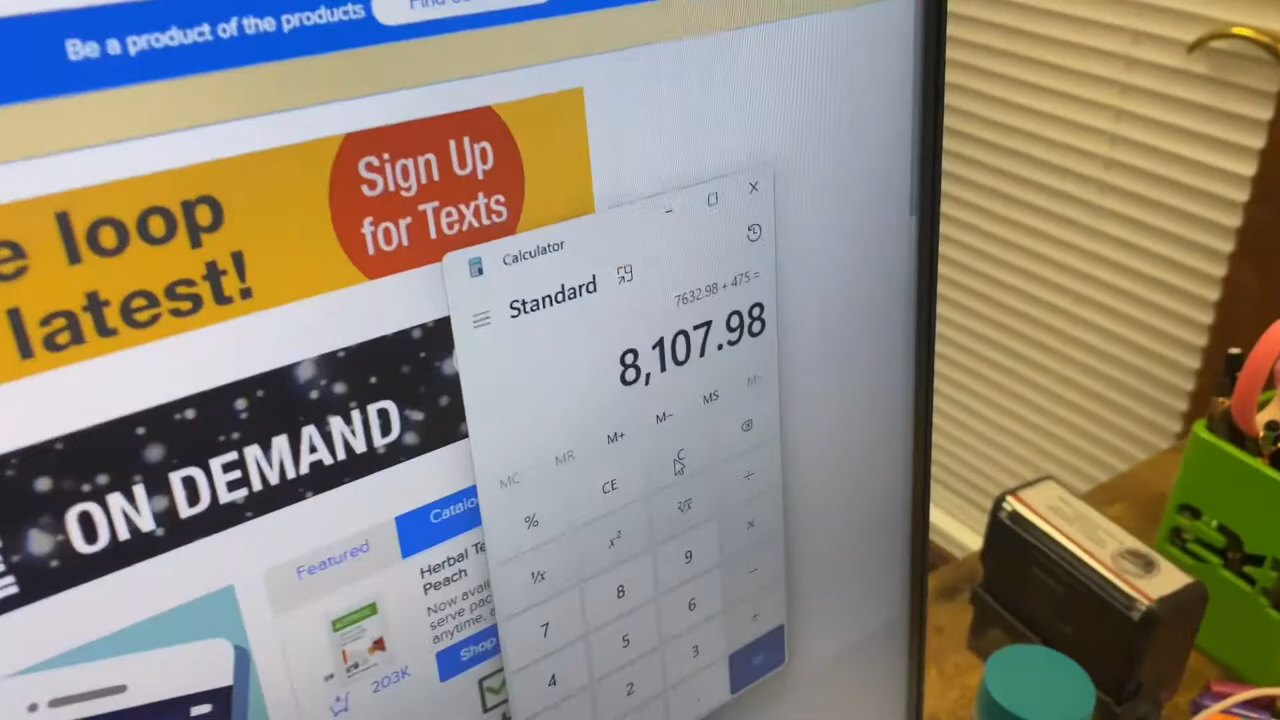 Be a product of the products
e loop
latest!
Sign Up
for Texts
ON DEMAND
Featured
Catalo
Herbal Te
Peach
Now avai
serve pac
anytime,
Shop
203K
Calculator
Standard
7632.98 + 475 =
8,107.98
MC
MR
M+
M−
MS
%
CE
C
¹/x
x²
²√x
÷
7
8
9
×
4
5
6
−
2
3
+